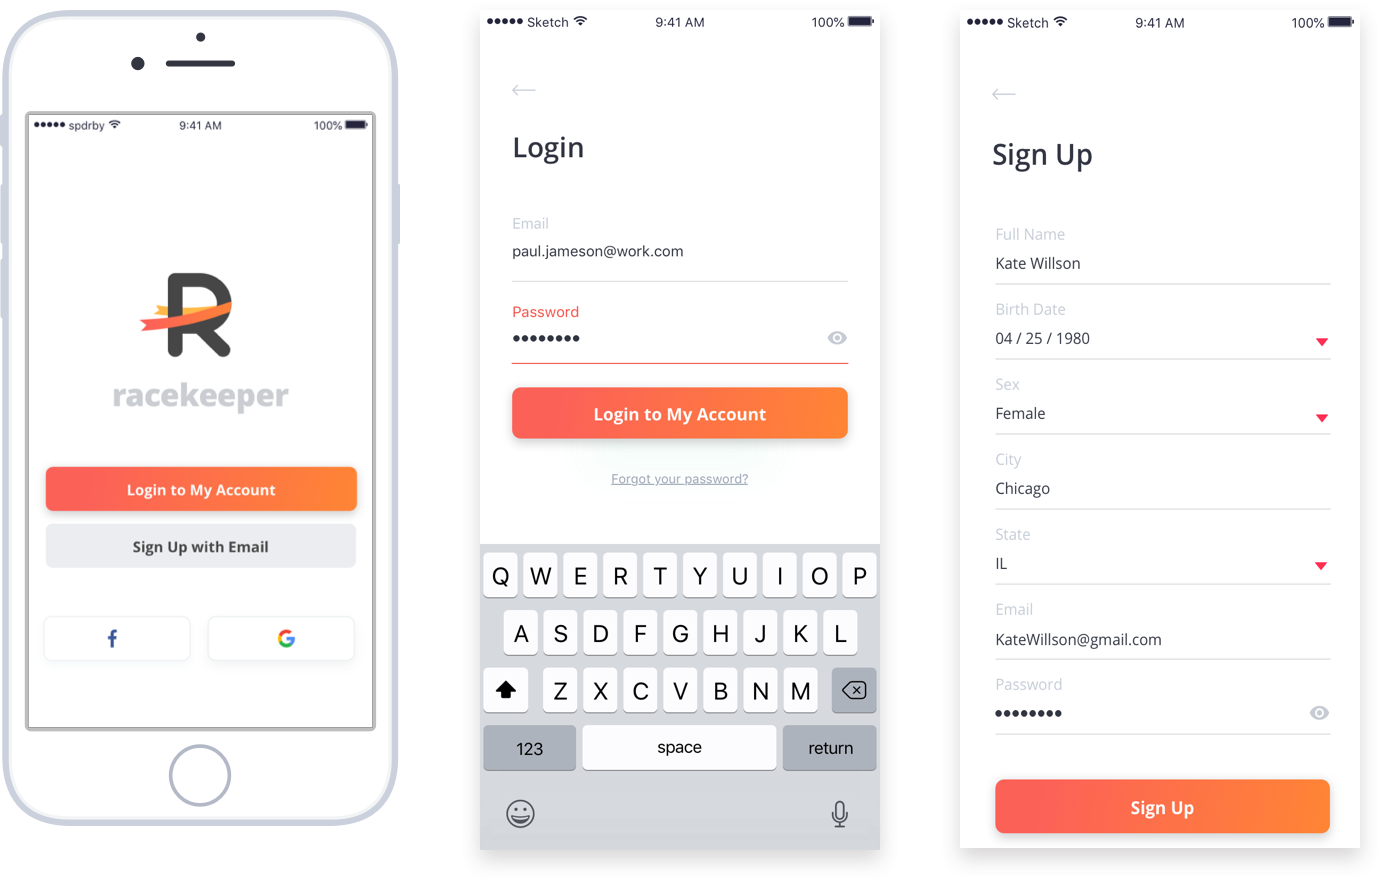 spdrby 9:41 AM 100%
racekeeper
Login to My Account
Sign Up with Email
f G
Sketch 9:41 AM 100%
Login
Email
paul.jameson@work.com
Password
••••••••
Login to My Account
Forgot your password?
Q W E R T Y U I O P
A S D F G H J K L
Z X C V B N M
123 space return
Sketch 9:41 AM 100%
Sign Up
Full Name
Kate Willson
Birth Date
04 / 25 / 1980
Sex
Female
City
Chicago
State
IL
Email
KateWillson@gmail.com
Password
••••••••
Sign Up